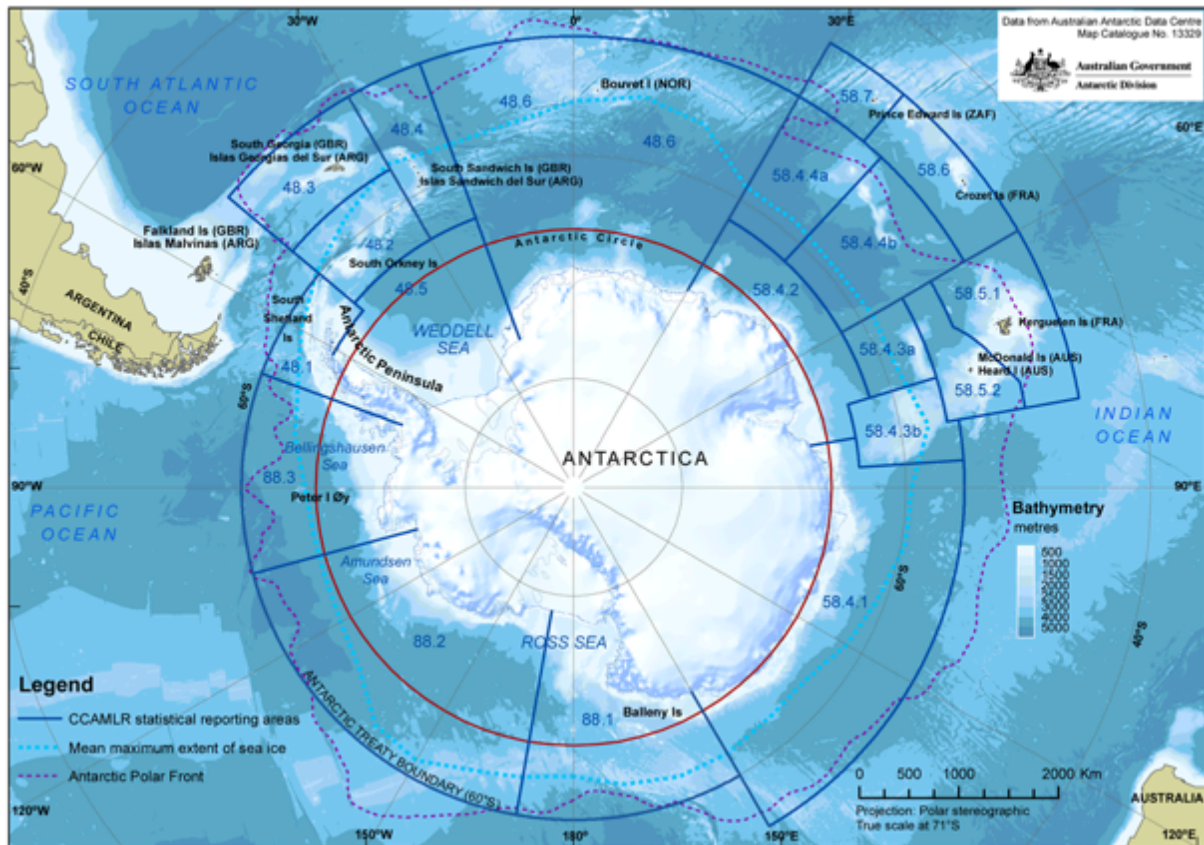 30°W
0°
30°E
Data from Australian Antarctic Data Centre
Map Catalogue No. 13329
Australian Government
Antarctic Division
SOUTH ATLANTIC
OCEAN
48.6
Bouvet I (NOR)
58.7
Prince Edward Is (ZAF)
60°E
48.4
South Georgia (GBR)
Islas Georgias del Sur (ARG)
48.6
60°W
South Sandwich Is (GBR)
Islas Sandwich del Sur (ARG)
58.4.4a
58.6
48.3
Crozet Is (FRA)
Falkland Is (GBR)
Islas Malvinas (ARG)
48.2
Antarctic Circle
58.4.4b
South Orkney Is
40°S
48.5
58.4.2
58.5.1
ARGENTINA
CHILE
South
Shetland
Is
Antarctic Peninsula
WEDDELL
SEA
Kerguelen Is (FRA)
58.4.3a
McDonald Is (AUS)
Heard I (AUS)
48.1
58.5.2
60°S
INDIAN
OCEAN
58.4.3b
Bellingshausen
Sea
ANTARCTICA
88.3
90°W
Peter I Øy
90°E
PACIFIC
OCEAN
Bathymetry
metres
500
1000
1500
2000
3000
4000
5000
Amundsen
Sea
60°S
58.4.1
88.2
ROSS SEA
40°S
Legend
CCAMLR statistical reporting areas
Mean maximum extent of sea ice
Antarctic Polar Front
ANTARCTIC TREATY BOUNDARY (60°S)
88.1
Balleny Is
0 500 1000 2000 Km
Projection: Polar stereographic
True scale at 71°S
AUSTRALIA
120°W
150°W
180°
150°E
120°E